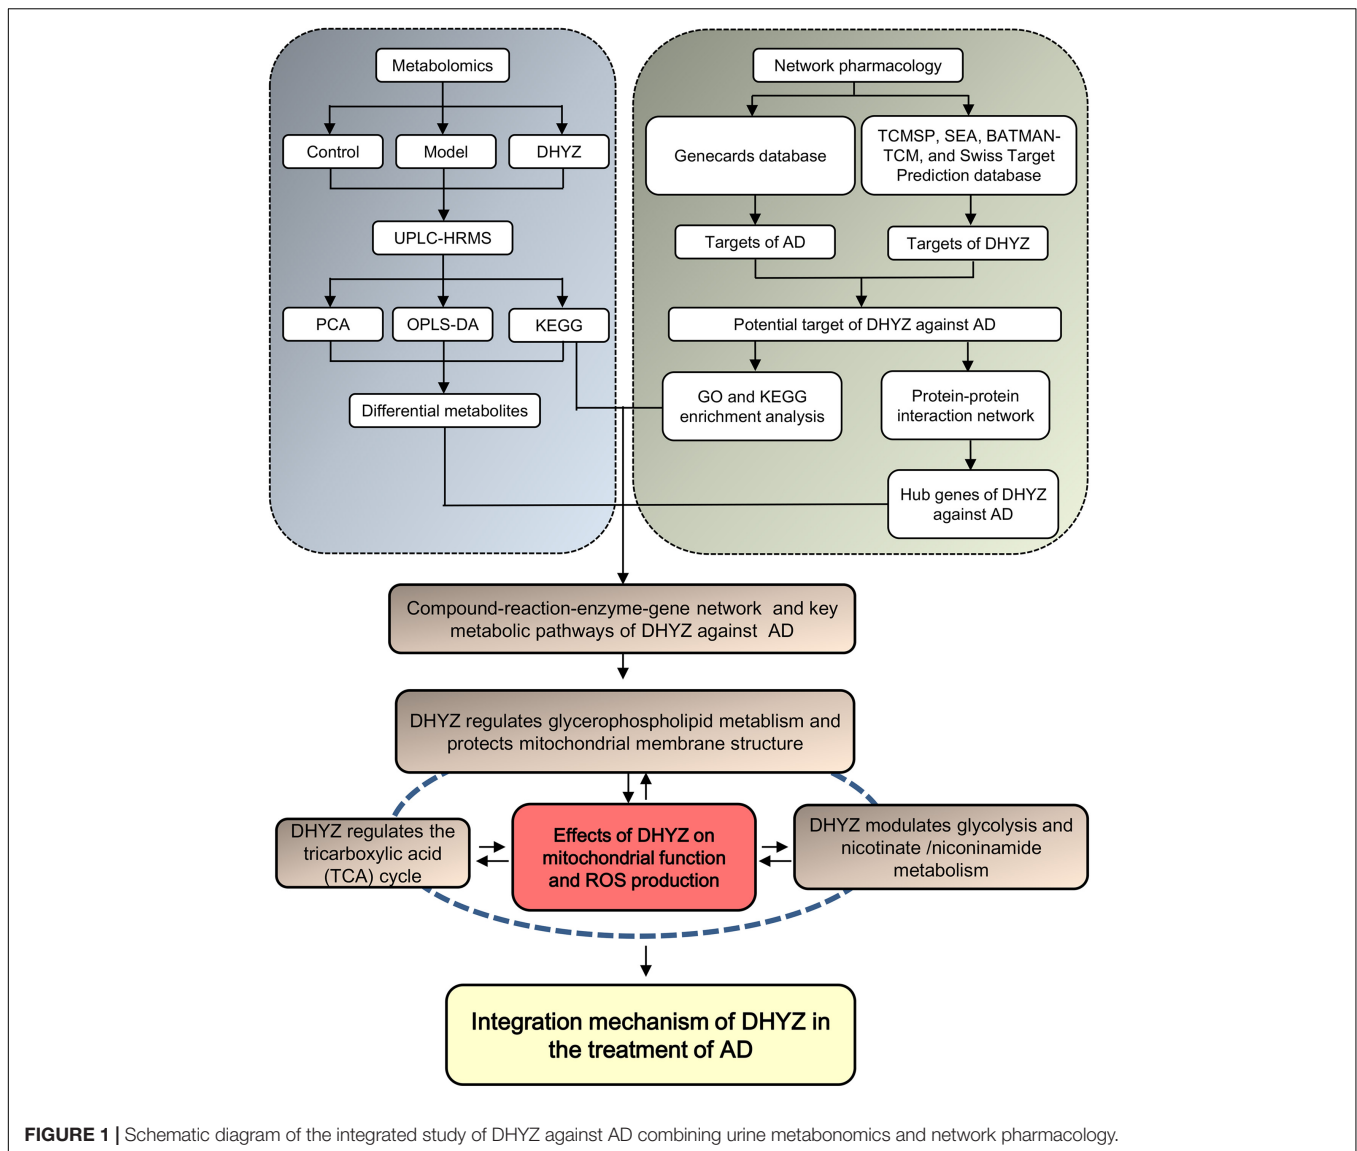 Metabolomics
Control
Model
DHYZ
UPLC-HRMS
PCA
OPLS-DA
KEGG
Differential metabolites
Network pharmacology
Genecards database
TCMSP, SEA, BATMAN-
TCM, and Swiss Target
Prediction database
Targets of AD
Targets of DHYZ
Potential target of DHYZ against AD
GO and KEGG
enrichment analysis
Protein-protein
interaction network
Hub genes of DHYZ
against AD
Compound-reaction-enzyme-gene network and key
metabolic pathways of DHYZ against AD
DHYZ regulates glycerophospholipid metablism and
protects mitochondrial membrane structure
DHYZ regulates the
tricarboxylic acid
(TCA) cycle
Effects of DHYZ on
mitochondrial function
and ROS production
DHYZ modulates glycolysis and
nicotinate /niconinamide
metabolism
Integration mechanism of DHYZ in
the treatment of AD
FIGURE 1 | Schematic diagram of the integrated study of DHYZ against AD combining urine metabonomics and network pharmacology.